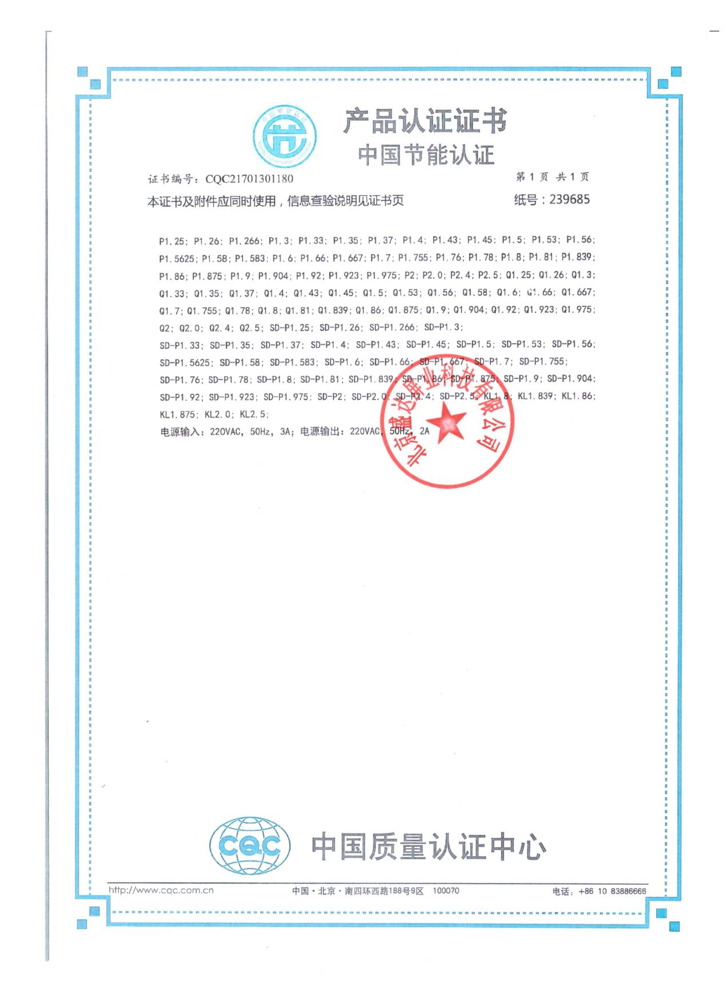 中国节能认证
产品认证证书
中国节能认证
证书编号：CQC21701301180
第 1 页 共 1 页
本证书及附件应同时使用，信息查验说明见证书页
纸号：239685
P1.25; P1.26; P1.266; P1.3; P1.33; P1.35; P1.37; P1.4; P1.43; P1.45; P1.5; P1.53; P1.56;
P1.5625; P1.58; P1.583; P1.6; P1.66; P1.667; P1.7; P1.755; P1.76; P1.78; P1.8; P1.81; P1.839;
P1.86; P1.875; P1.9; P1.904; P1.92; P1.923; P1.975; P2; P2.0; P2.4; P2.5; Q1.25; Q1.26; Q1.3;
Q1.33; Q1.35; Q1.37; Q1.4; Q1.43; Q1.45; Q1.5; Q1.53; Q1.56; Q1.58; Q1.6; Q1.66; Q1.667;
Q1.7; Q1.755; Q1.78; Q1.8; Q1.81; Q1.839; Q1.86; Q1.875; Q1.9; Q1.904; Q1.92; Q1.923; Q1.975;
Q2; Q2.0; Q2.4; Q2.5; SD-P1.25; SD-P1.26; SD-P1.266; SD-P1.3;
SD-P1.33; SD-P1.35; SD-P1.37; SD-P1.4; SD-P1.43; SD-P1.45; SD-P1.5; SD-P1.53; SD-P1.56;
SD-P1.5625; SD-P1.58; SD-P1.583; SD-P1.6; SD-P1.66; SD-P1.667; SD-P1.7; SD-P1.755;
SD-P1.76; SD-P1.78; SD-P1.8; SD-P1.81; SD-P1.839; SD-P1.86; SD-P1.875; SD-P1.9; SD-P1.904;
SD-P1.92; SD-P1.923; SD-P1.975; SD-P2; SD-P2.0; SD-P2.4; SD-P2.5; KL1.8; KL1.839; KL1.86;
KL1.875; KL2.0; KL2.5;
电源输入：220VAC，50Hz，3A；电源输出：220VAC，50Hz，2A
北京盛达屏业科技有限公司
CQC
中国质量认证中心
http://www.cqc.com.cn
中国·北京·南四环西路188号9区 100070
电话：+86 10 83886666